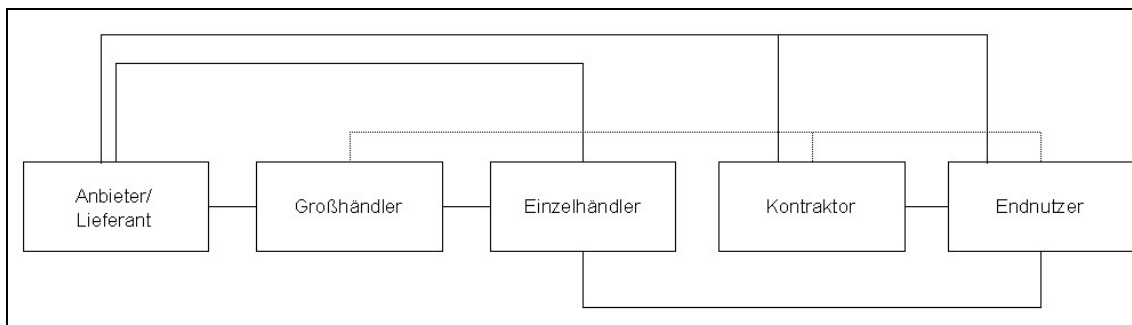 Anbieter/
Lieferant
Großhändler
Einzelhändler
Kontraktor
Endnutzer